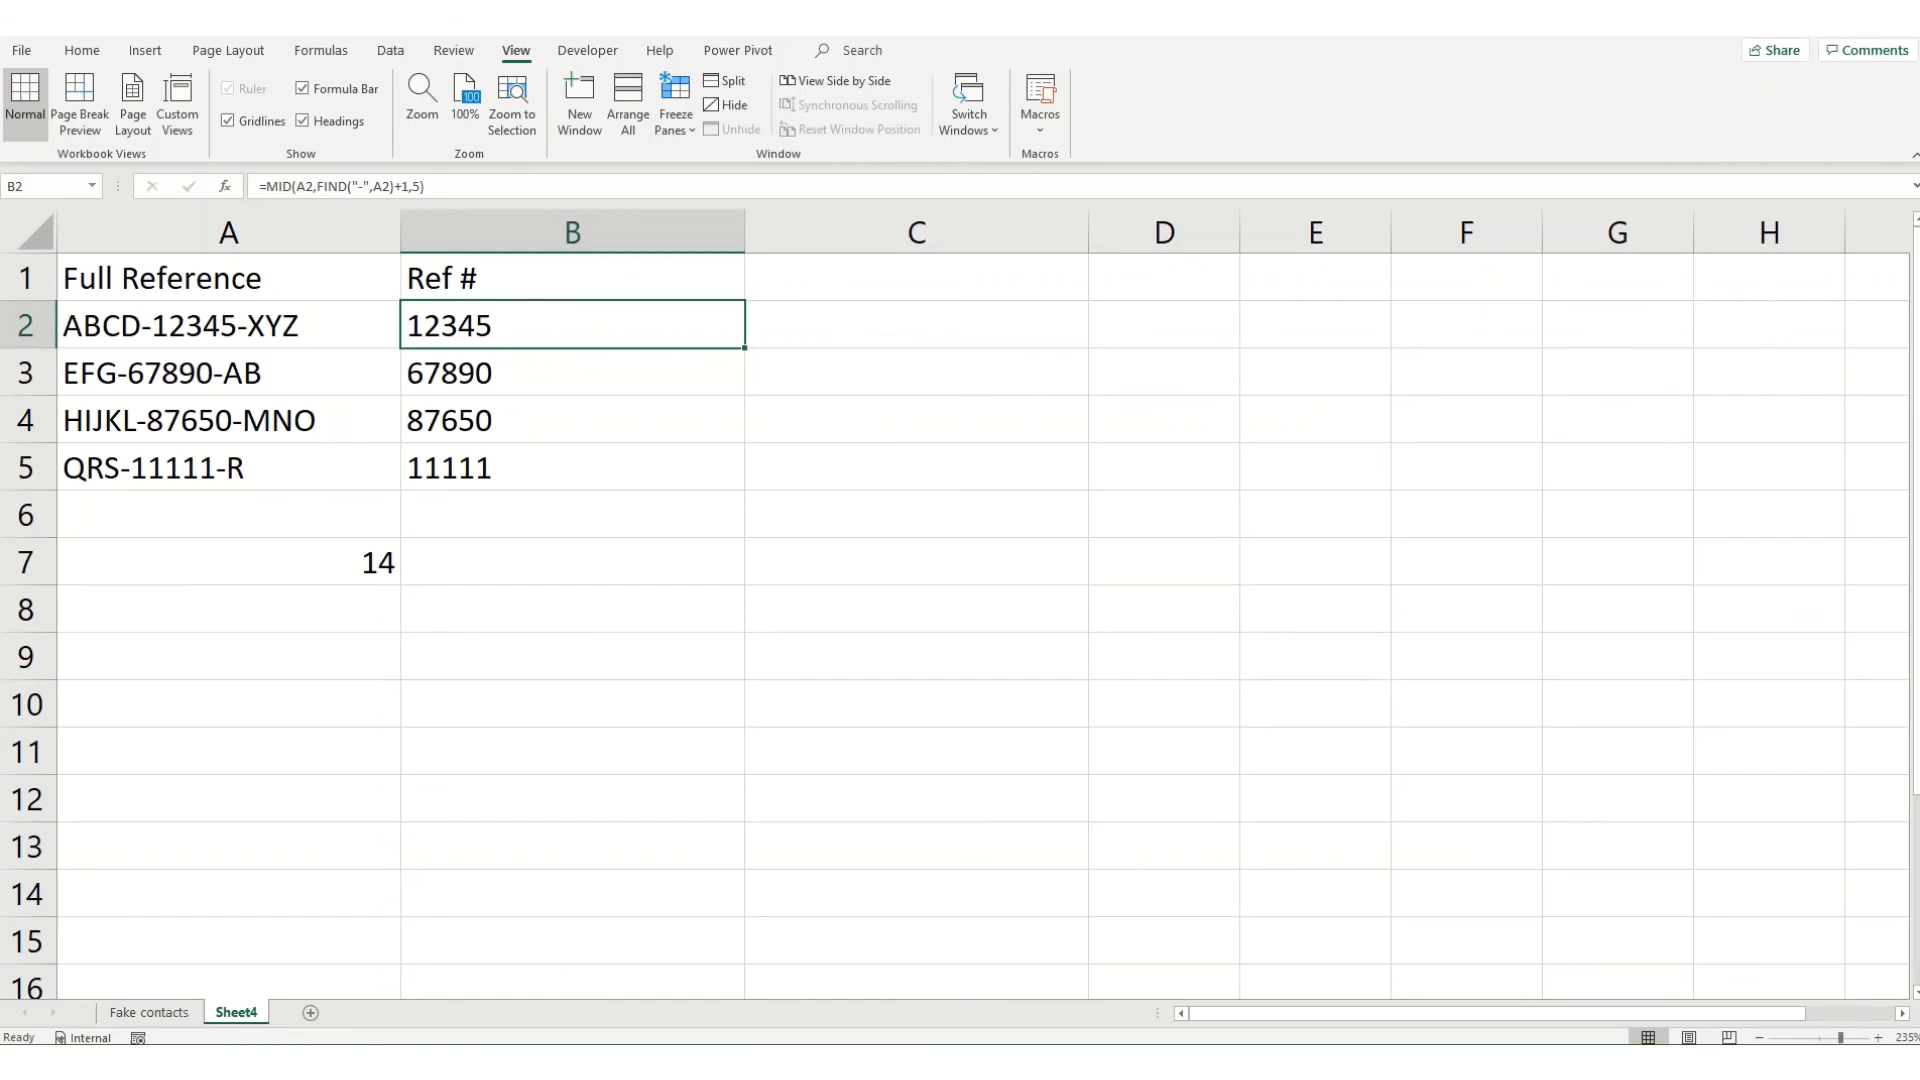 File Home Insert Page Layout Formulas Data Review View Developer Help Power Pivot Search Share Comments
Normal Page Break Preview Page Layout Custom Views
Ruler Formula Bar
Gridlines Headings
Zoom 100% Zoom to Selection
New Window Arrange All Freeze Panes
Split
Hide
Unhide
View Side by Side
Synchronous Scrolling
Reset Window Position
Switch Windows
Macros
Workbook Views Show Zoom Window Macros
B2 fx =MID(A2,FIND("-",A2)+1,5)
A B C D E F G H
1 Full Reference Ref #
2 ABCD-12345-XYZ 12345
3 EFG-67890-AB 67890
4 HIJKL-87650-MNO 87650
5 QRS-11111-R 11111
6
7 14
8
9
10
11
12
13
14
15
16
Fake contacts Sheet4
Ready Internal 235%